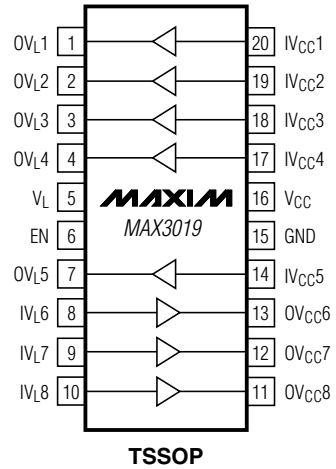 OVL1 1 20 IVCC1
OVL2 2 19 IVCC2
OVL3 3 18 IVCC3
OVL4 4 17 IVCC4
VL 5 MAXIM 16 VCC
EN 6 MAX3019 15 GND
OVL5 7 14 IVCC5
IVL6 8 13 OVCC6
IVL7 9 12 OVCC7
IVL8 10 11 OVCC8
TSSOP